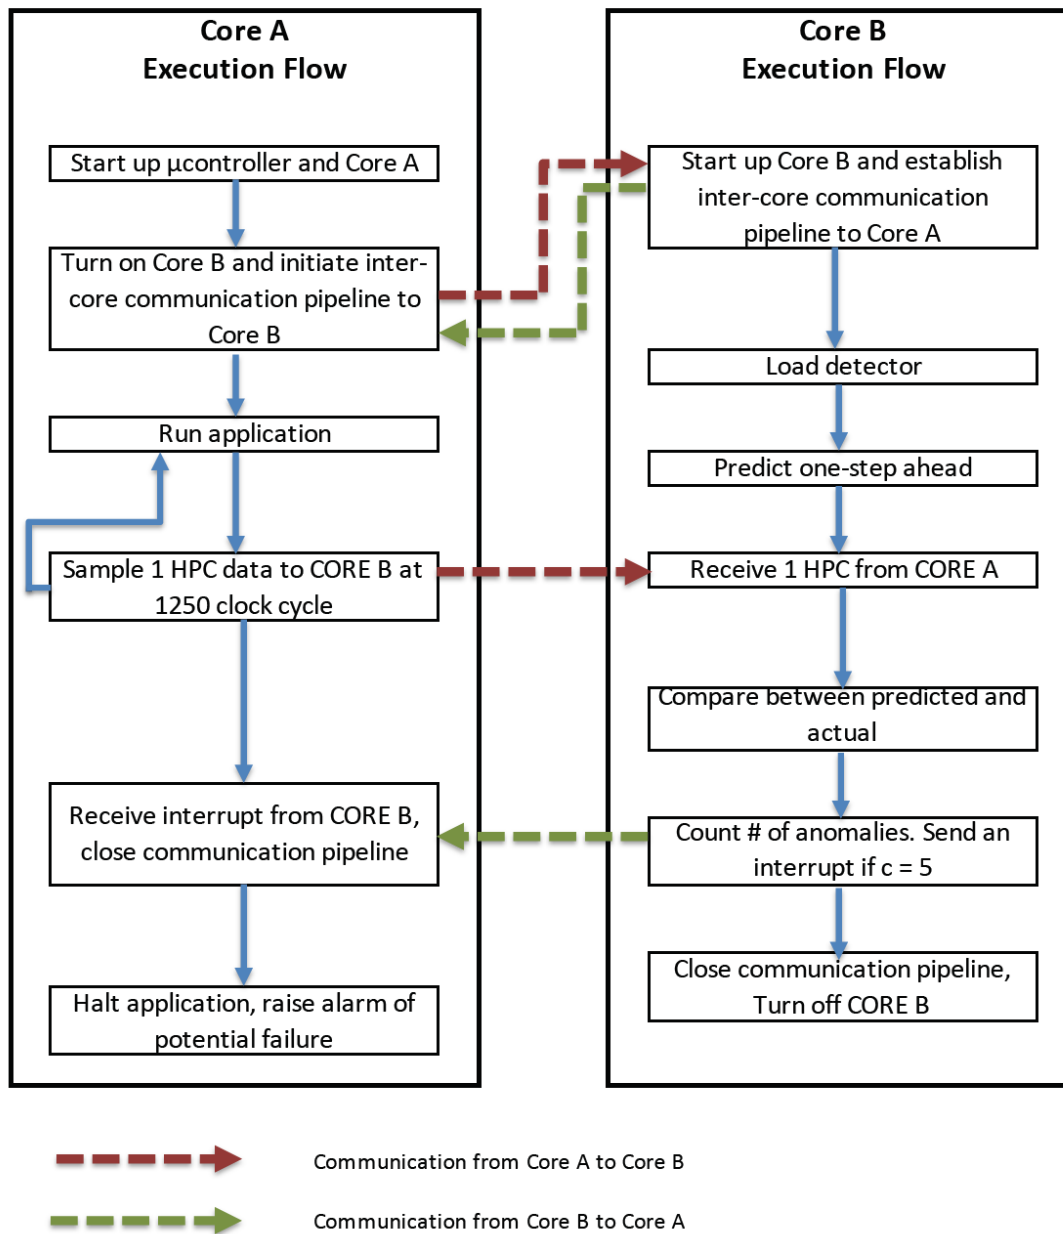 Core A
Execution Flow
Start up µcontroller and Core A
Turn on Core B and initiate inter-
core communication pipeline to
Core B
Run application
Sample 1 HPC data to CORE B at
1250 clock cycle
Receive interrupt from CORE B,
close communication pipeline
Halt application, raise alarm of
potential failure
Core B
Execution Flow
Start up Core B and establish
inter-core communication
pipeline to Core A
Load detector
Predict one-step ahead
Receive 1 HPC from CORE A
Compare between predicted and
actual
Count # of anomalies. Send an
interrupt if c = 5
Close communication pipeline,
Turn off CORE B
Communication from Core A to Core B
Communication from Core B to Core A